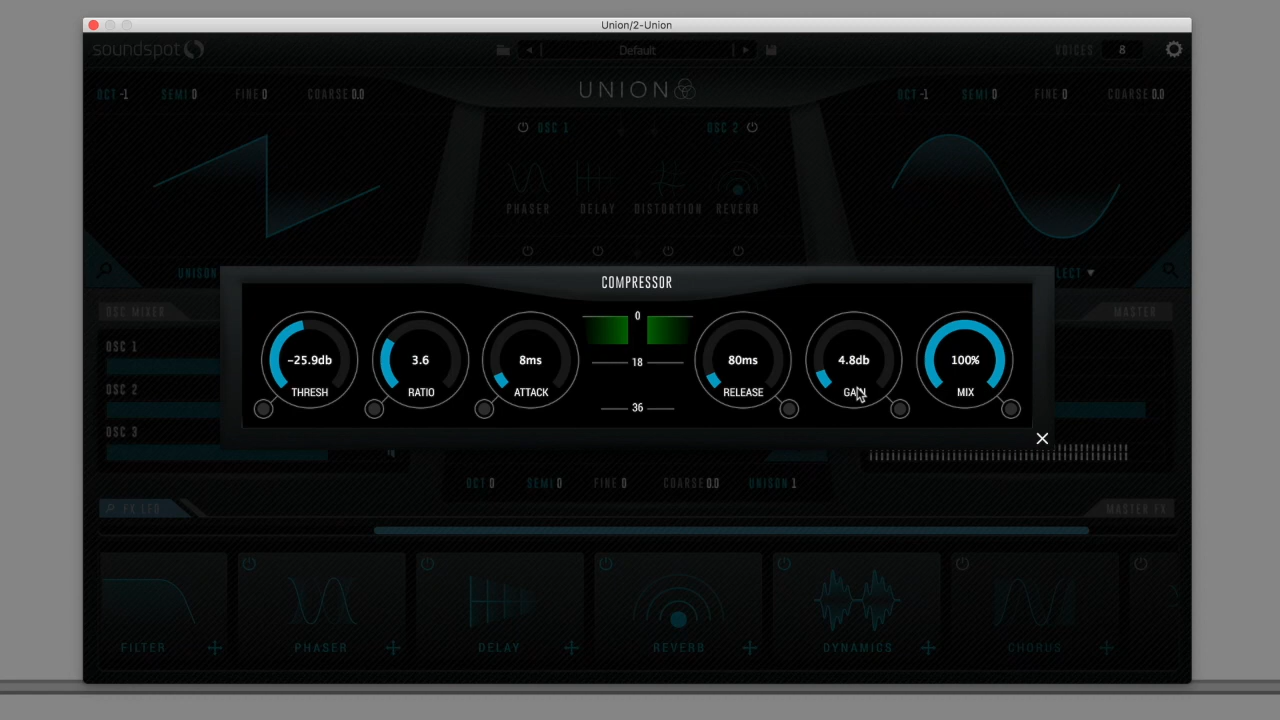 Union/2-Union
soundspot
Default
VOICES 8
UNION
OCT -1 SEMI 0 FINE 0 COARSE 0.0
OCT -1 SEMI 0 FINE 0 COARSE 0.0
OSC 1 OSC 2
PHASER DELAY DISTORTION REVERB
UNISON
COMPRESSOR
OSC MIXER
MASTER
0
OSC 1
-25.9db 3.6 8ms 18 80ms 4.8db 100%
OSC 2
THRESH RATIO ATTACK RELEASE GAIN MIX
36
OSC 3
OCT 0 SEMI 0 FINE 0 COARSE 0.0 UNISON 1
FX LFO
MASTER FX
FILTER PHASER DELAY REVERB DYNAMICS CHORUS